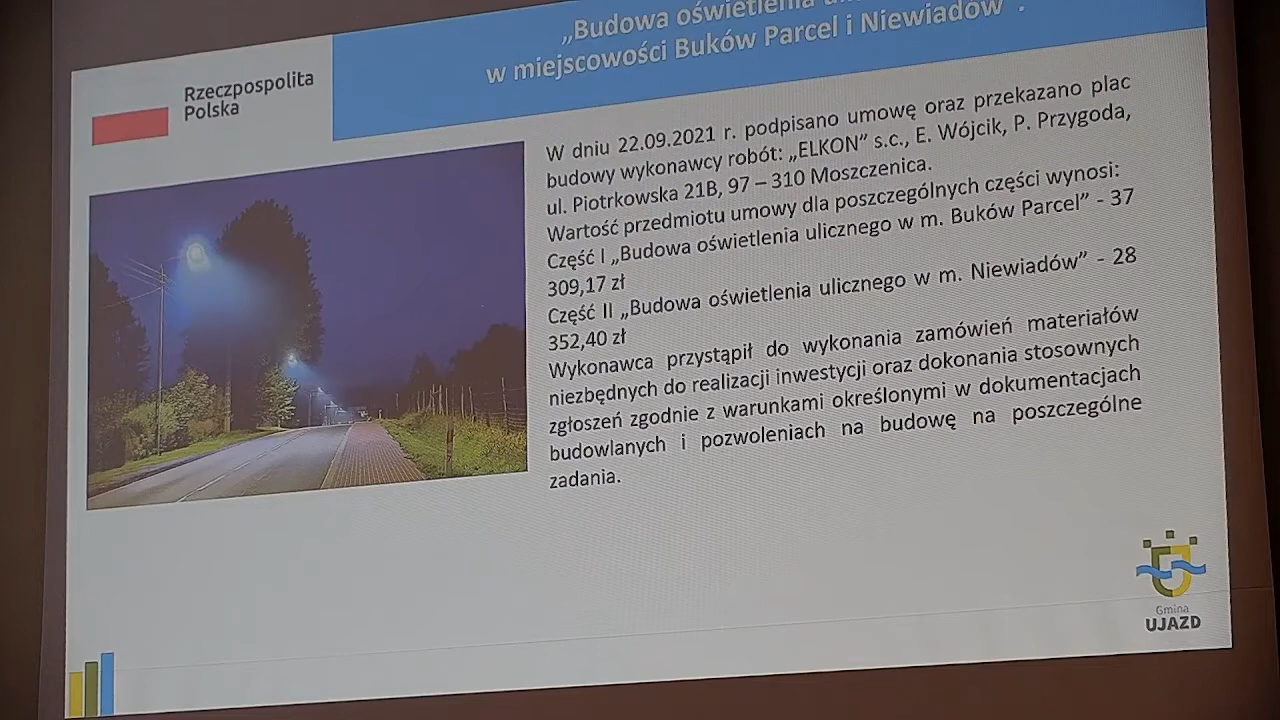 „Budowa oświetlenia
w miejscowości Buków Parcel i Niewiadów”.
Rzeczpospolita
Polska
W dniu 22.09.2021 r. podpisano umowę oraz przekazano plac
budowy wykonawcy robót: „ELKON” s.c., E. Wójcik, P. Przygoda,
ul. Piotrkowska 21B, 97 – 310 Moszczenica.
Wartość przedmiotu umowy dla poszczególnych części wynosi:
Część I „Budowa oświetlenia ulicznego w m. Buków Parcel” - 37
309,17 zł
Część II „Budowa oświetlenia ulicznego w m. Niewiadów” - 28
352,40 zł
Wykonawca przystąpił do wykonania zamówień materiałów
niezbędnych do realizacji inwestycji oraz dokonania stosownych
zgłoszeń zgodnie z warunkami określonymi w dokumentacjach
budowlanych i pozwoleniach na budowę na poszczególne
zadania.
Gmina
UJAZD